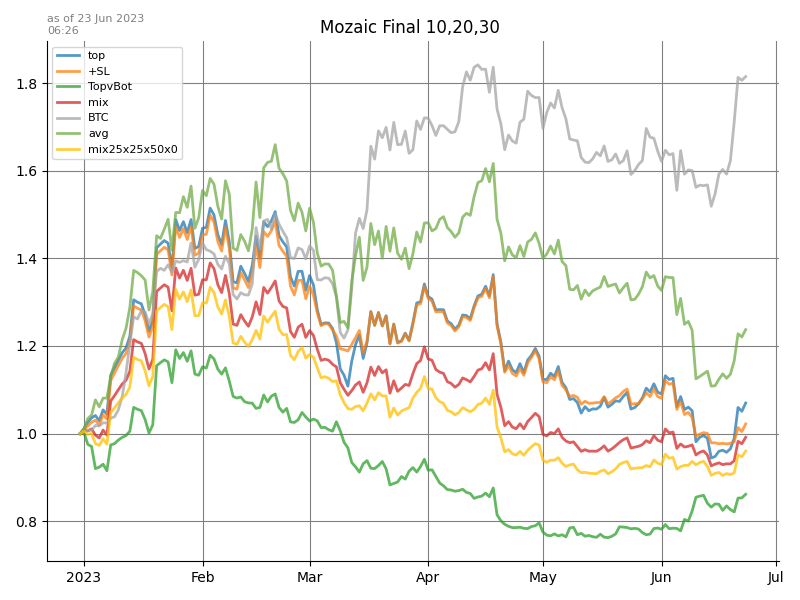 as of 23 Jun 2023
06:26
Mozaic Final 10,20,30
top
+SL
TopvBot
mix
BTC
avg
mix25x25x50x0
1.8
1.6
1.4
1.2
1.0
0.8
2023 Feb Mar Apr May Jun Jul